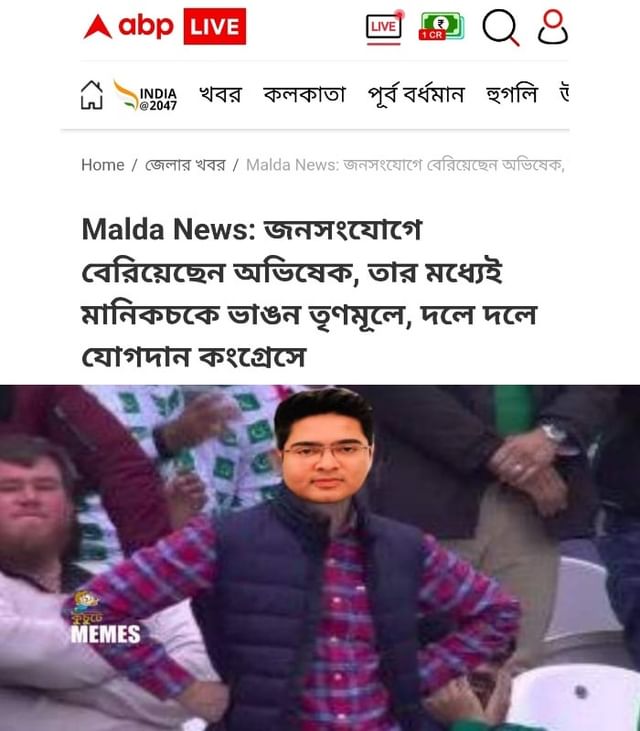 abp LIVE LIVE 1 CR
INDIA @2047 খবর কলকাতা পূর্ব বর্ধমান হুগলি
Home / জেলার খবর / Malda News: জনসংযোগে বেরিয়েছেন অভিষেক,
Malda News: জনসংযোগে
বেরিয়েছেন অভিষেক, তার মধ্যেই
মানিকচকে ভাঙন তৃণমূলে, দলে দলে
যোগদান কংগ্রেসে
কুচুটে
MEMES